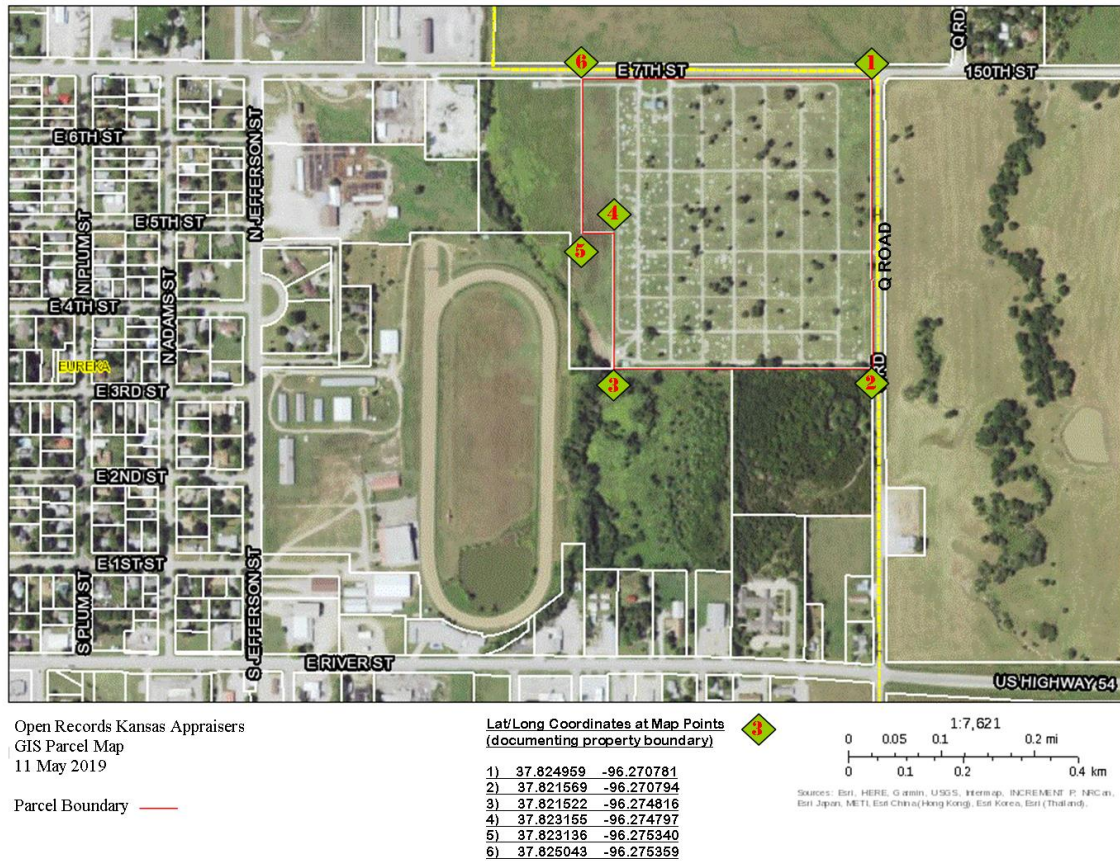 6
1
E 7TH ST
150TH ST
Q RD
E 6TH ST
N JEFFERSON ST
N PLUM ST
E 5TH ST
4
5
Q ROAD
N ADAMS ST
E 4TH ST
EUREKA
E 3RD ST
3
2
RD
E 2ND ST
E 1ST ST
S PLUM ST
S JEFFERSON ST
E RIVER ST
US HIGHWAY 54
Open Records Kansas Appraisers
GIS Parcel Map
11 May 2019
Parcel Boundary
Lat/Long Coordinates at Map Points
(documenting property boundary)
3
1) 37.824959 -96.270781
2) 37.821569 -96.270794
3) 37.821522 -96.274816
4) 37.823155 -96.274797
5) 37.823136 -96.275340
6) 37.825043 -96.275359
1:7,621
0 0.05 0.1 0.2 mi
0 0.1 0.2 0.4 km
Sources: Esri, HERE, Garmin, USGS, Intermap, INCREMENT P, NRCan,
Esri Japan, METI, Esri China (Hong Kong), Esri Korea, Esri (Thailand),